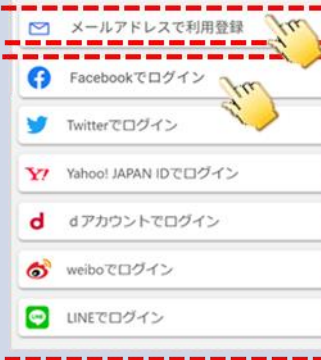 メールアドレスで利用登録
Facebookでログイン
Twitterでログイン
Y! Yahoo! JAPAN IDでログイン
d dアカウントでログイン
weiboでログイン
LINE LINEでログイン